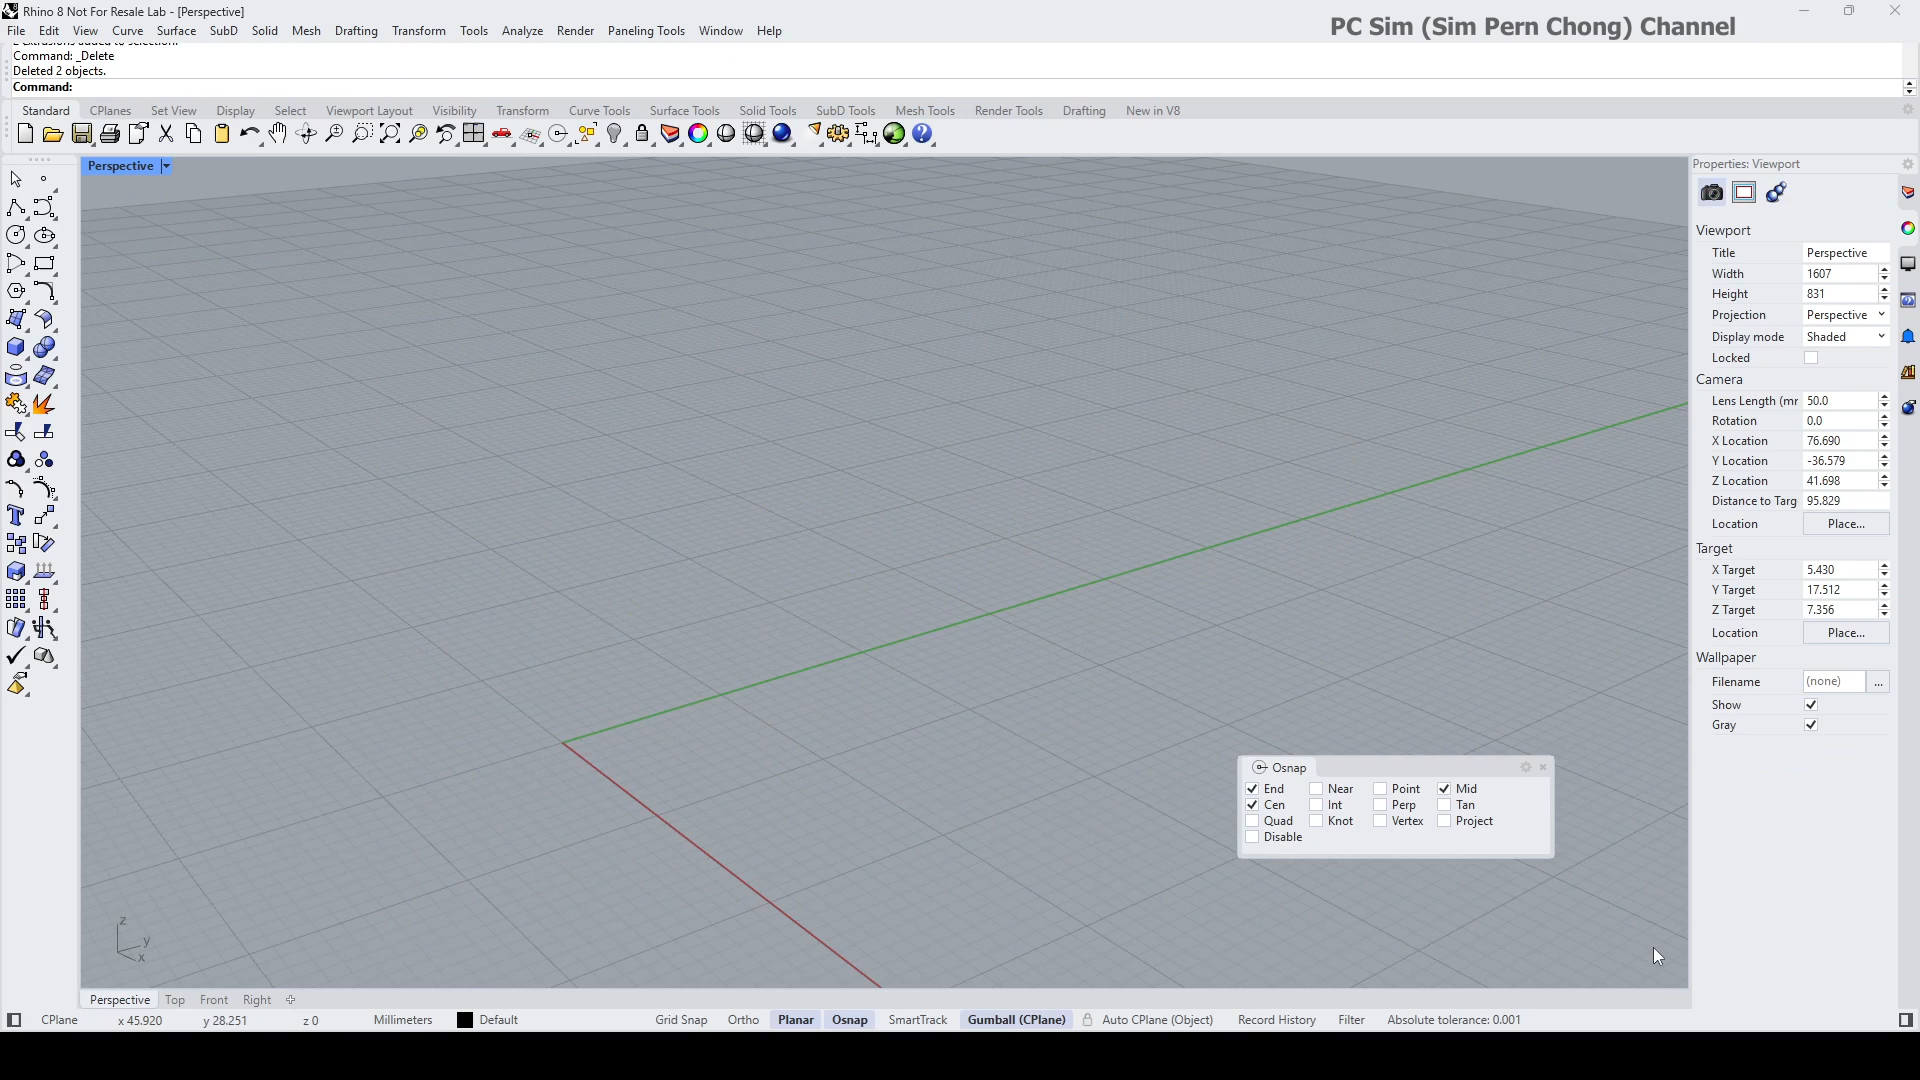 Rhino 8 Not For Resale Lab - [Perspective]
File Edit View Curve Surface SubD Solid Mesh Drafting Transform Tools Analyze Render Paneling Tools Window Help
PC Sim (Sim Pern Chong) Channel
2 extrusions added to selection.
Command: _Delete
Deleted 2 objects.
Command:
Standard CPlanes Set View Display Select Viewport Layout Visibility Transform Curve Tools Surface Tools Solid Tools SubD Tools Mesh Tools Render Tools Drafting New in V8
Perspective
Properties: Viewport
Viewport
Title Perspective
Width 1607
Height 831
Projection Perspective
Display mode Shaded
Locked
Camera
Lens Length (mr 50.0
Rotation 0.0
X Location 76.690
Y Location -36.579
Z Location 41.698
Distance to Targ 95.829
Location Place...
Target
X Target 5.430
Y Target 17.512
Z Target 7.356
Location Place...
Wallpaper
Filename (none) ...
Show
Gray
Osnap
End Near Point Mid
Cen Int Perp Tan
Quad Knot Vertex Project
Disable
z
y
x
Perspective Top Front Right
CPlane x 45.920 y 28.251 z 0 Millimeters Default Grid Snap Ortho Planar Osnap SmartTrack Gumball (CPlane) Auto CPlane (Object) Record History Filter Absolute tolerance: 0.001